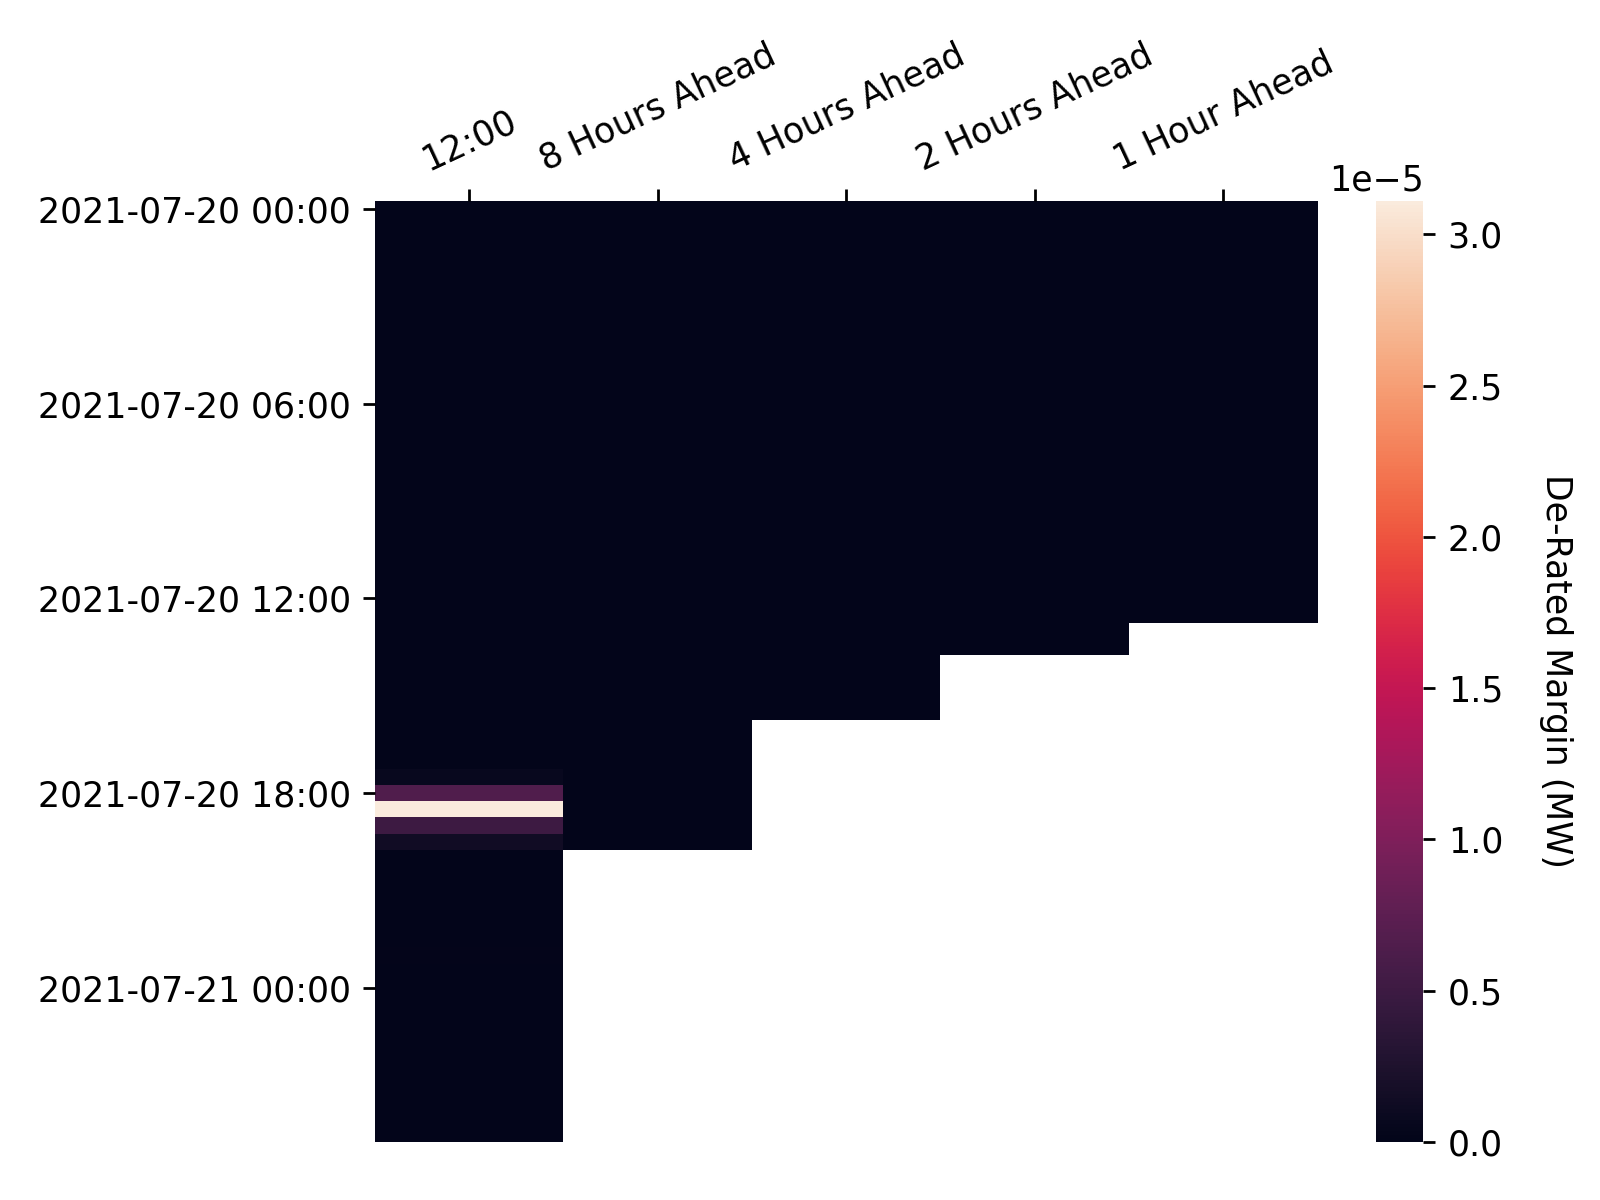 12:00
8 Hours Ahead
4 Hours Ahead
2 Hours Ahead
1 Hour Ahead
2021-07-20 00:00
2021-07-20 06:00
2021-07-20 12:00
2021-07-20 18:00
2021-07-21 00:00
1e−5
3.0
2.5
2.0
1.5
1.0
0.5
0.0
De-Rated Margin (MW)